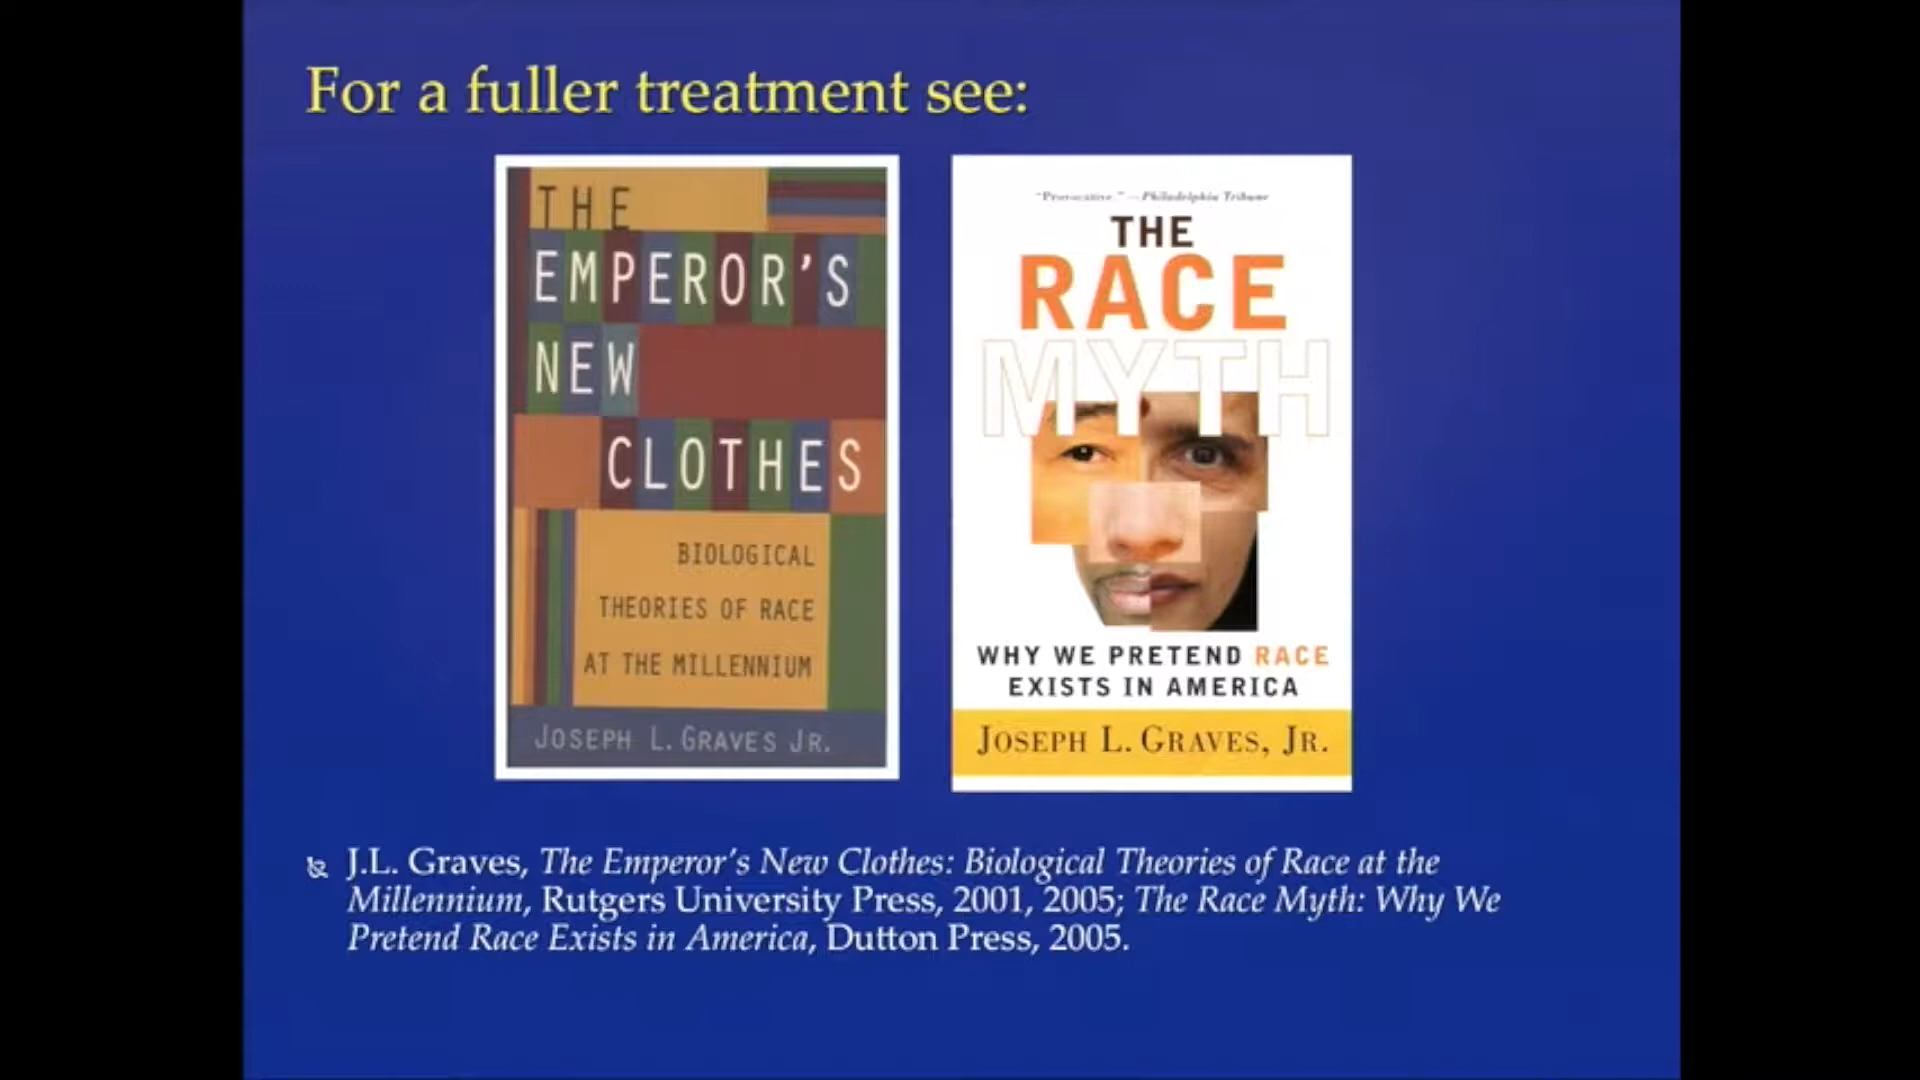 For a fuller treatment see:
THE
EMPEROR'S
NEW
CLOTHES
BIOLOGICAL
THEORIES OF RACE
AT THE MILLENNIUM
JOSEPH L. GRAVES JR.
"Provocative." —Philadelphia Tribune
THE
RACE
MYTH
WHY WE PRETEND RACE
EXISTS IN AMERICA
JOSEPH L. GRAVES, JR.
J.L. Graves, The Emperor's New Clothes: Biological Theories of Race at the
Millennium, Rutgers University Press, 2001, 2005; The Race Myth: Why We
Pretend Race Exists in America, Dutton Press, 2005.